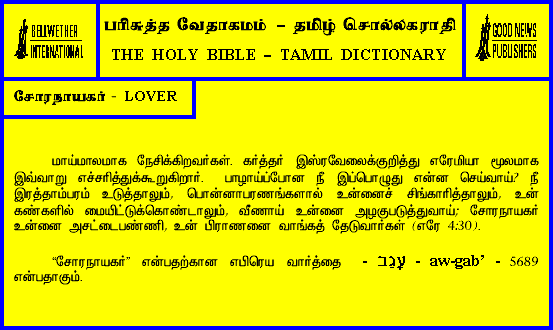 BELLWETHER
INTERNATIONAL
பரிசுத்த வேதாகமம் – தமிழ் சொல்லகராதி
THE HOLY BIBLE – TAMIL DICTIONARY
GOOD NEWS
PUBLISHERS
சோரநாயகர் - LOVER
மாய்மாலமாக நேசிக்கிறவர்கள். கர்த்தர் இஸ்ரவேலைக்குறித்து எரேமியா மூலமாக
இவ்வாறு எச்சரித்துக்கூறுகிறார். பாழாய்ப்போன நீ இப்பொழுது என்ன செய்வாய்? நீ
இரத்தாம்பரம் உடுத்தாலும், பொன்னாபரணங்களால் உன்னைச் சிங்காரித்தாலும், உன்
கண்களில் மையிட்டுக்கொண்டாலும், வீணாய் உன்னை அழகுபடுத்துவாய்; சோரநாயகர்
உன்னை அசட்டைபண்ணி, உன் பிராணனை வாங்கத் தேடுவார்கள் (எரே 4:30).
“சோரநாயகர்” என்பதற்கான எபிரெய வார்த்தை - עָגַב - aw-gab’ - 5689
என்பதாகும்.